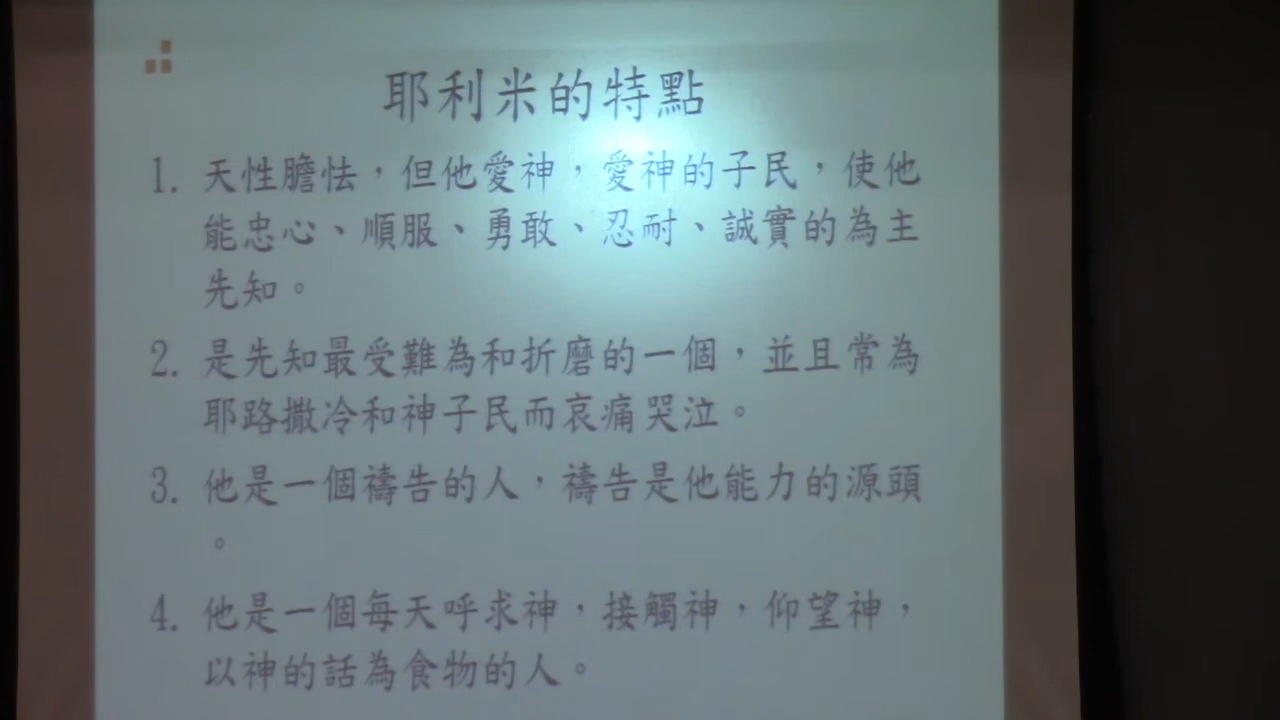 耶利米的特點
1. 天性膽怯，但他愛神，愛神的子民，使他
能忠心、順服、勇敢、忍耐、誠實的為主
先知。
2. 是先知最受難為和折磨的一個，並且常為
耶路撒冷和神子民而哀痛哭泣。
3. 他是一個禱告的人，禱告是他能力的源頭
。
4. 他是一個每天呼求神，接觸神，仰望神，
以神的話為食物的人。